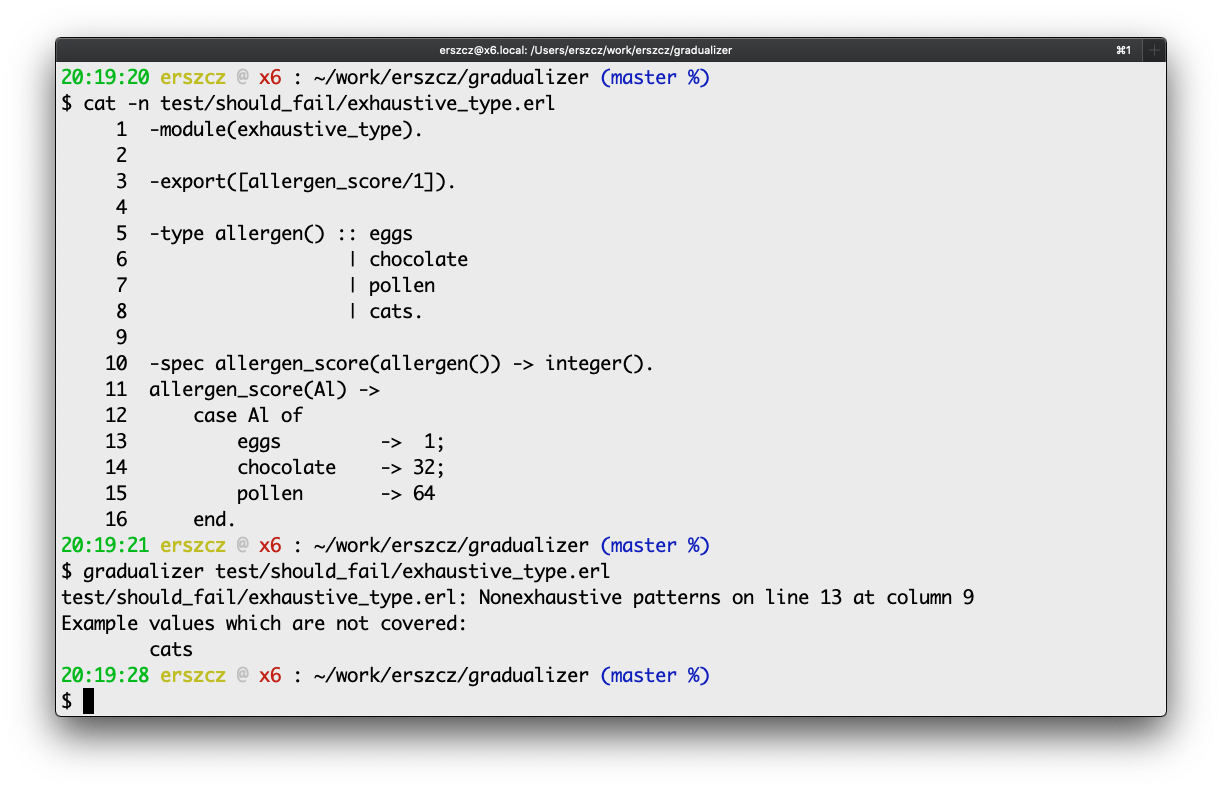 erszcz@x6.local: /Users/erszcz/work/erszcz/gradualizer ⌘1 +
20:19:20 erszcz @ x6 : ~/work/erszcz/gradualizer (master %)
$ cat -n test/should_fail/exhaustive_type.erl
     1  -module(exhaustive_type).
     2
     3  -export([allergen_score/1]).
     4
     5  -type allergen() :: eggs
     6                    | chocolate
     7                    | pollen
     8                    | cats.
     9
    10  -spec allergen_score(allergen()) -> integer().
    11  allergen_score(Al) ->
    12      case Al of
    13          eggs         ->  1;
    14          chocolate    -> 32;
    15          pollen       -> 64
    16      end.
20:19:21 erszcz @ x6 : ~/work/erszcz/gradualizer (master %)
$ gradualizer test/should_fail/exhaustive_type.erl
test/should_fail/exhaustive_type.erl: Nonexhaustive patterns on line 13 at column 9
Example values which are not covered:
        cats
20:19:28 erszcz @ x6 : ~/work/erszcz/gradualizer (master %)
$